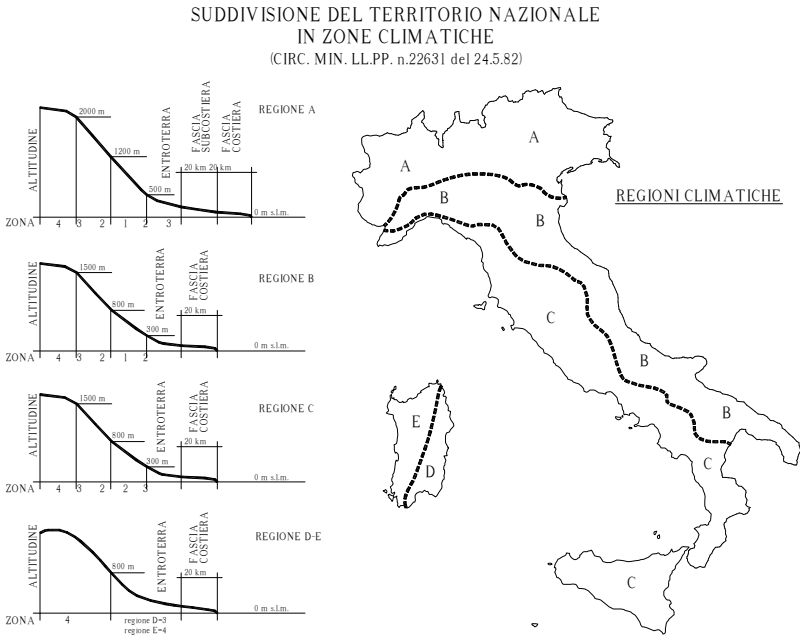 SUDDIVISIONE DEL TERRITORIO NAZIONALE
IN ZONE CLIMATICHE
(CIRC. MIN. LL.PP. n.22631 del 24.5.82)
REGIONE A
ALTITUDINE
2000 m
1200 m
500 m
ENTROTERRA
FASCIA
SUBCOSTIERA
FASCIA
COSTIERA
20 km 20 km
0 m s.l.m.
ZONA 4 3 2 1 2 3
REGIONE B
ALTITUDINE
1500 m
800 m
300 m
ENTROTERRA
FASCIA
COSTIERA
20 km
0 m s.l.m.
ZONA 4 3 2 1 2
REGIONE C
ALTITUDINE
1500 m
800 m
300 m
ENTROTERRA
FASCIA
COSTIERA
20 km
0 m s.l.m.
ZONA 4 3 2 2 3
REGIONE D-E
ALTITUDINE
800 m
ENTROTERRA
FASCIA
COSTIERA
20 km
0 m s.l.m.
ZONA 4
regione D=3
regione E=4
REGIONI CLIMATICHE
A
A
B
B
C
B
B
E
D
C
C